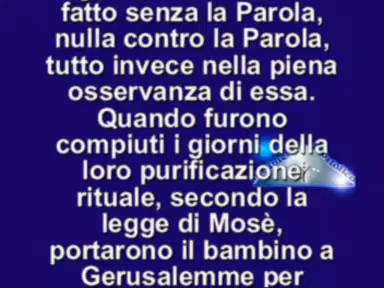 fatto senza la Parola,
nulla contro la Parola,
tutto invece nella piena
osservanza di essa.
Quando furono
compiuti i giorni della
loro purificazione
rituale, secondo la
legge di Mosè,
portarono il bambino a
Gerusalemme per